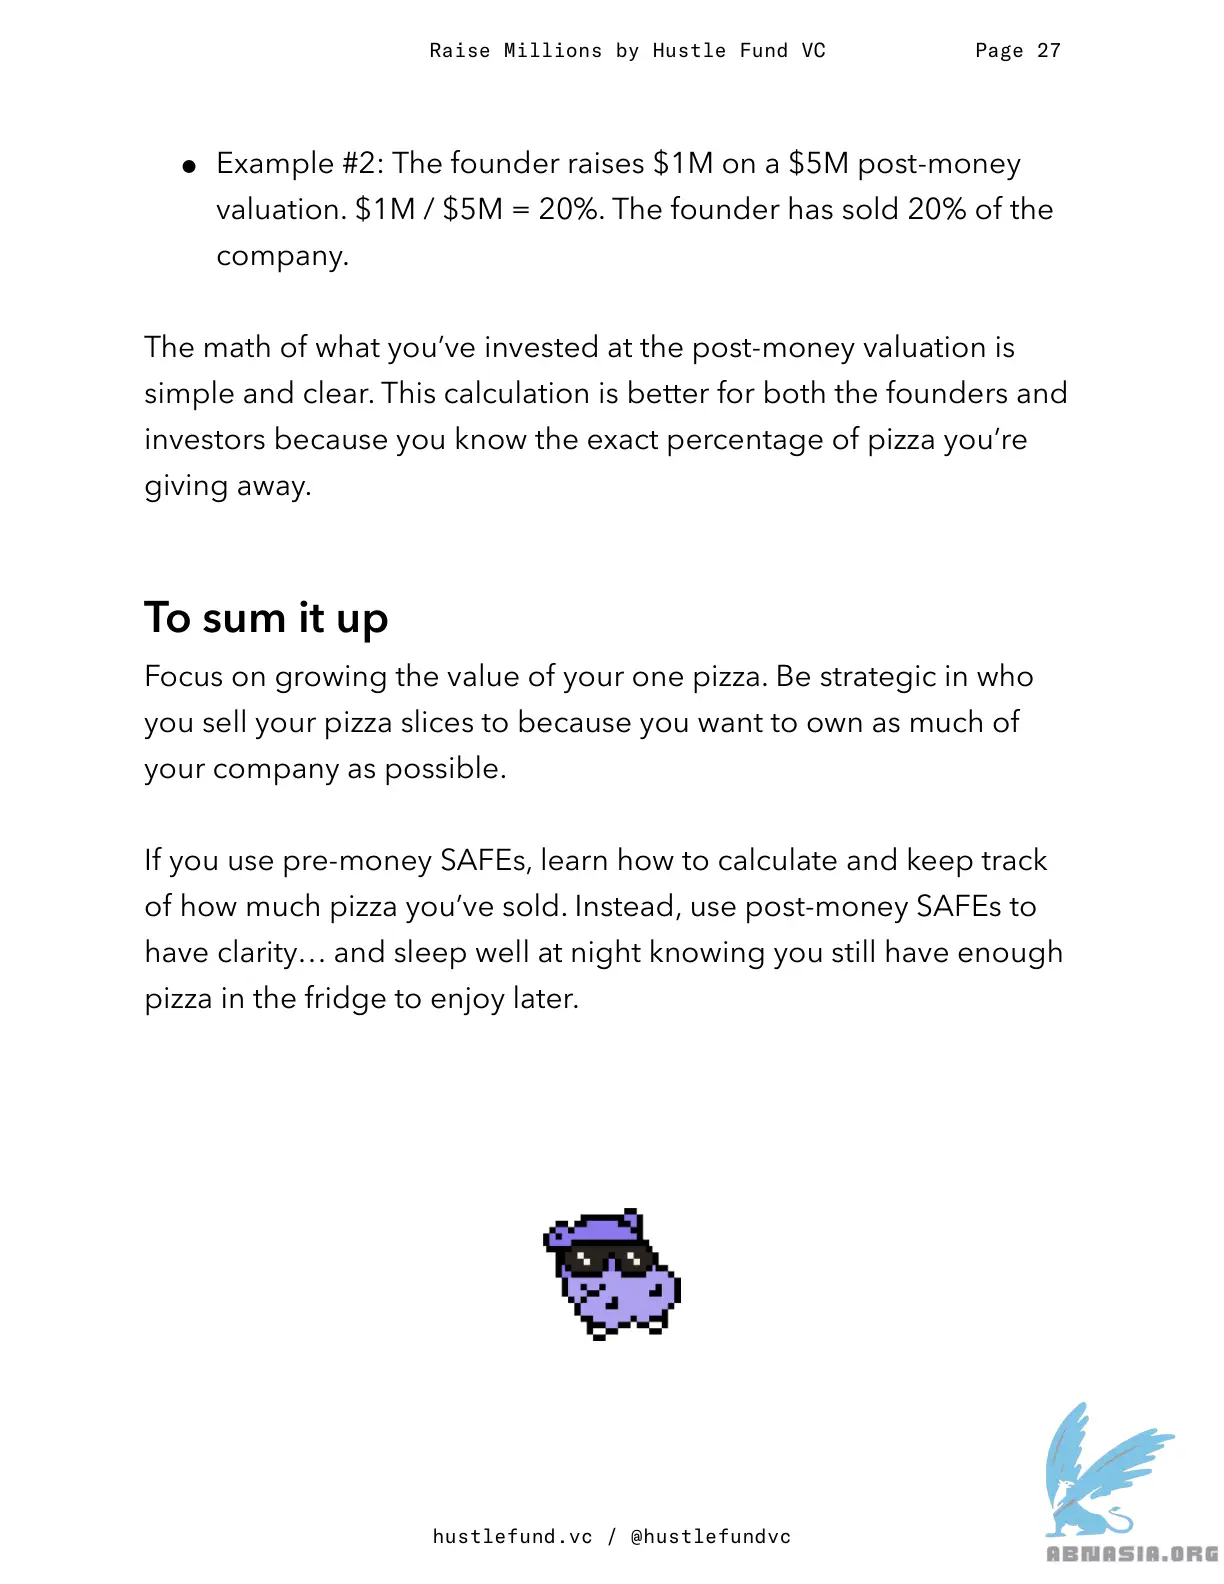 Raise Millions by Hustle Fund VC Page 27
● Example #2: The founder raises $1M on a $5M post-money
valuation. $1M / $5M = 20%. The founder has sold 20% of the
company.
The math of what you’ve invested at the post-money valuation is
simple and clear. This calculation is better for both the founders and
investors because you know the exact percentage of pizza you’re
giving away.
To sum it up
Focus on growing the value of your one pizza. Be strategic in who
you sell your pizza slices to because you want to own as much of
your company as possible.
If you use pre-money SAFEs, learn how to calculate and keep track
of how much pizza you’ve sold. Instead, use post-money SAFEs to
have clarity… and sleep well at night knowing you still have enough
pizza in the fridge to enjoy later.
hustlefund.vc / @hustlefundvc
ABNASIA.ORG